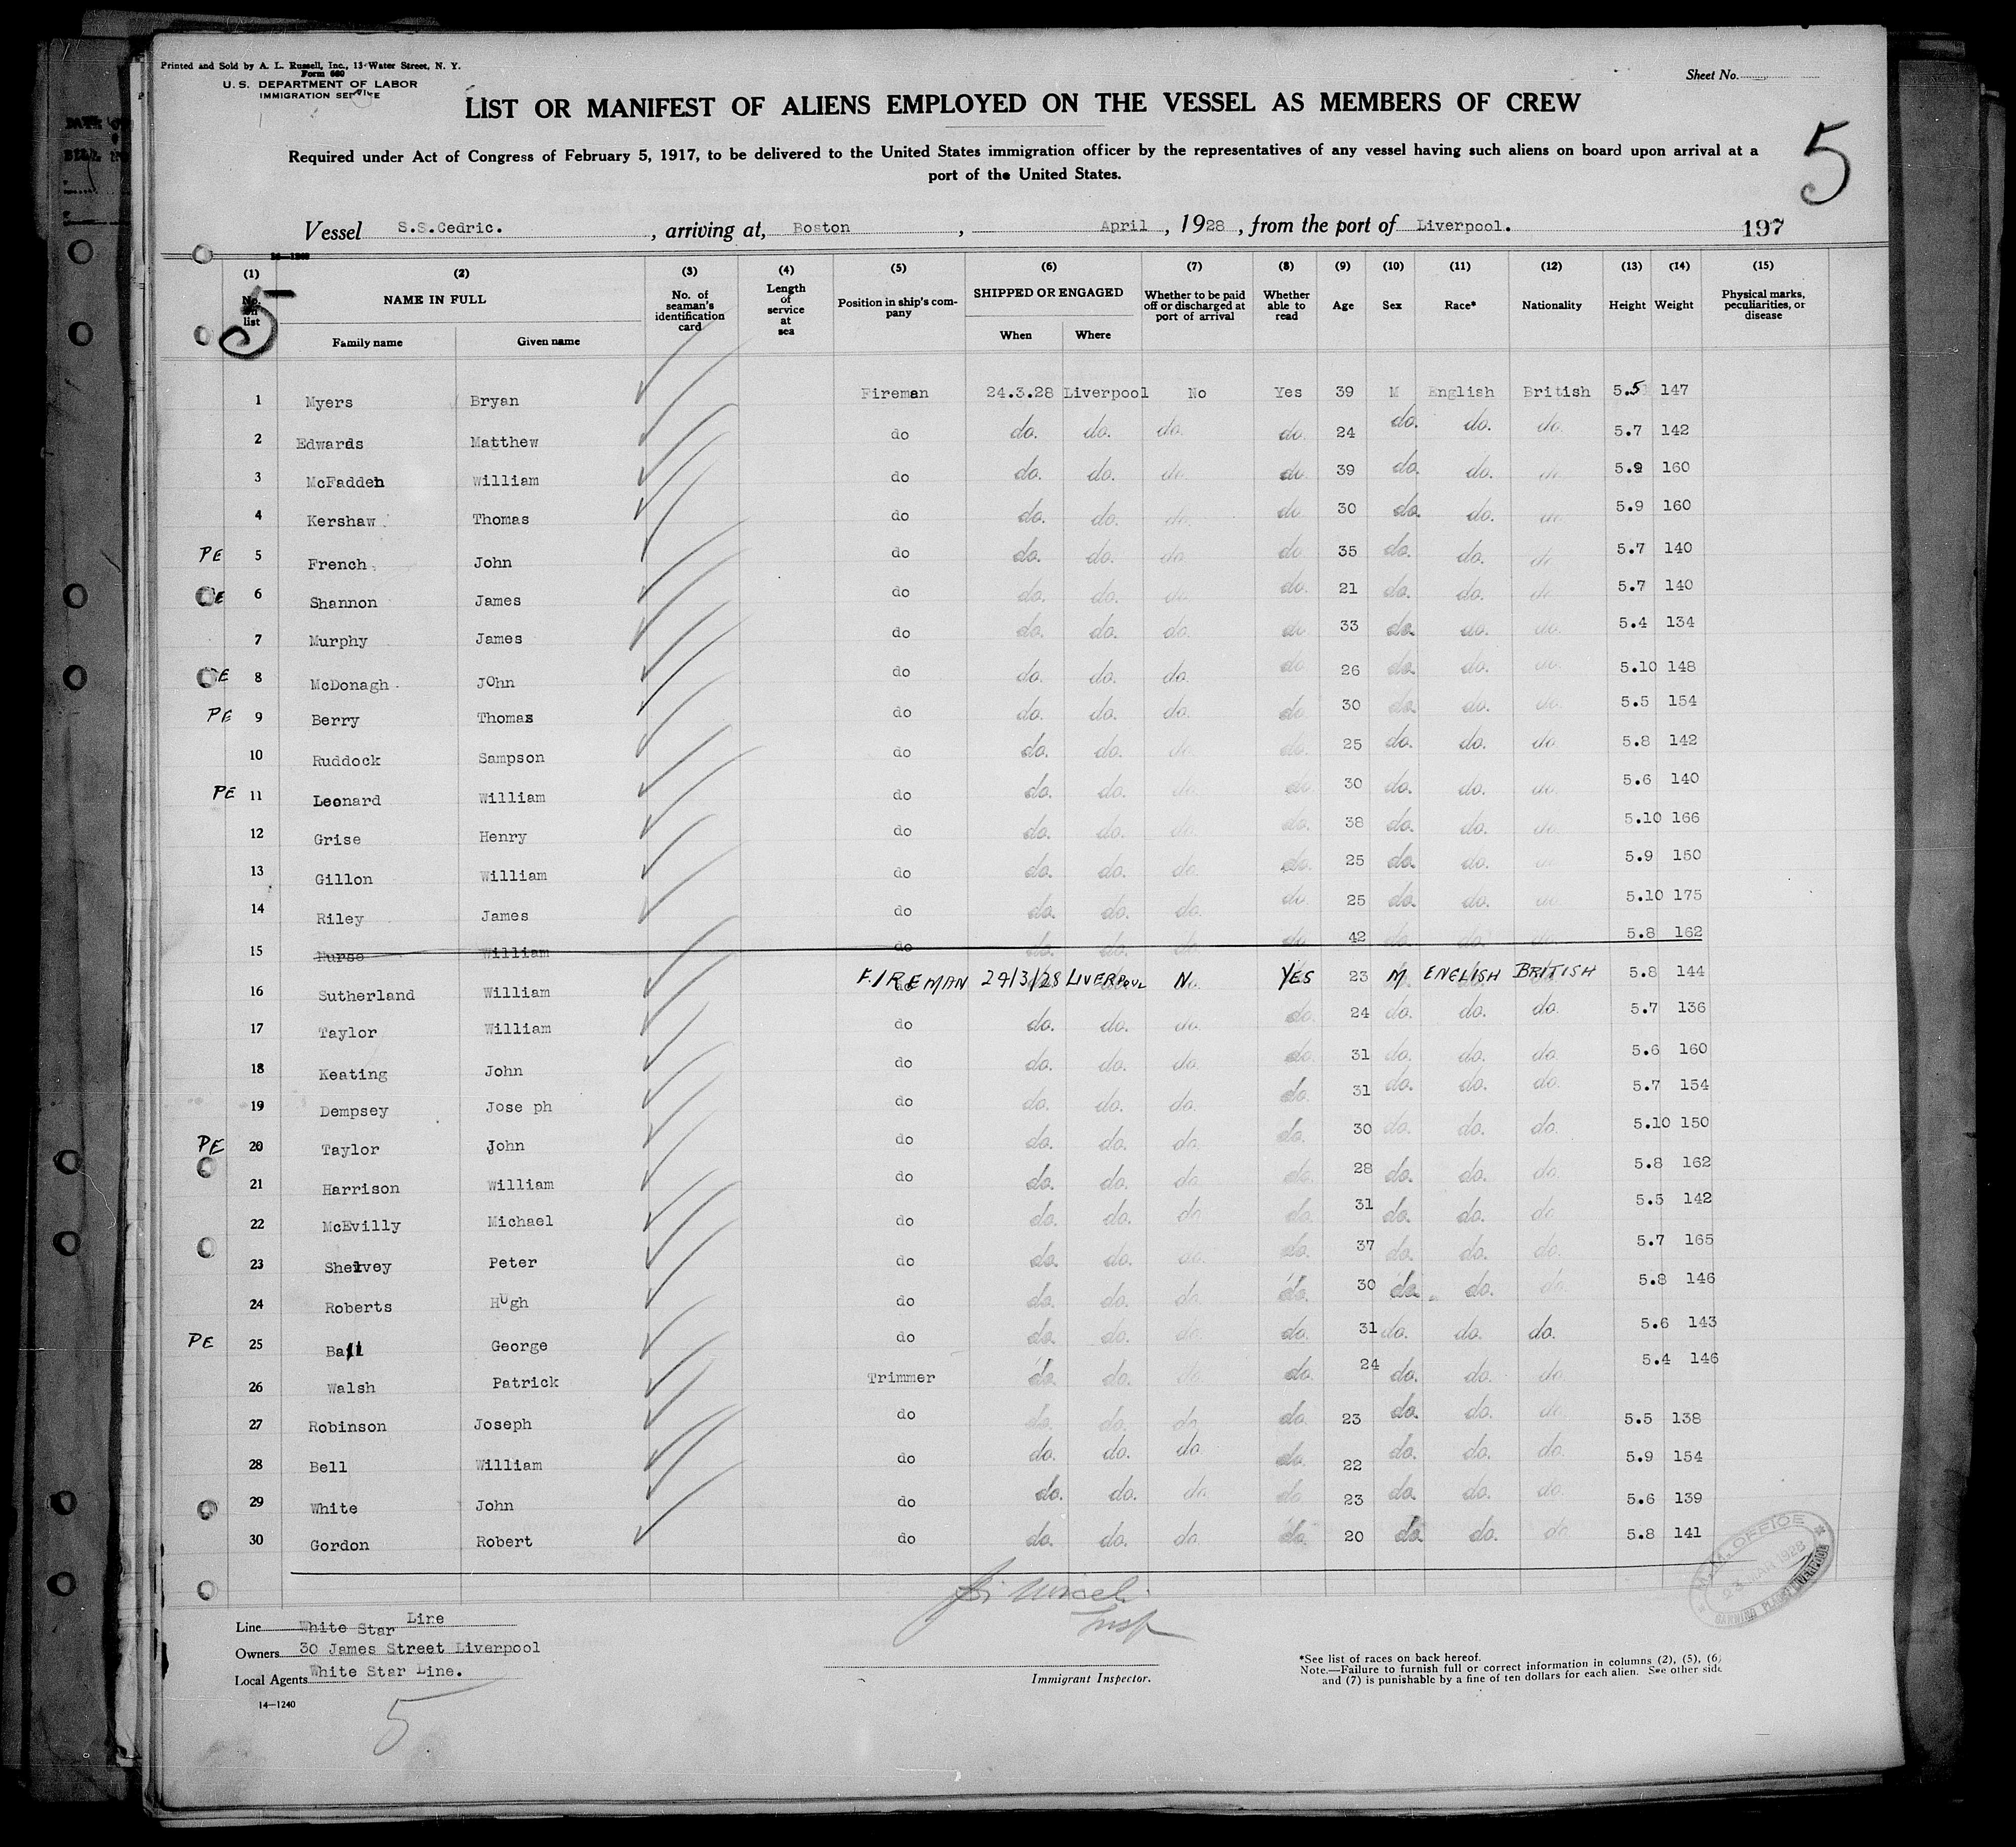 Printed and Sold by A. L. Russell, Inc., 13 Water Street, N. Y.
Form 680
U. S. DEPARTMENT OF LABOR
IMMIGRATION SERVICE
Sheet No.
LIST OR MANIFEST OF ALIENS EMPLOYED ON THE VESSEL AS MEMBERS OF CREW
5
Required under Act of Congress of February 5, 1917, to be delivered to the United States immigration officer by the representatives of any vessel having such aliens on board upon arrival at a
port of the United States.
Vessel S.S.Cedric. , arriving at, Boston , April , 1928 , from the port of Liverpool. 197
(1) (2) (3) (4) (5) (6) (7) (8) (9) (10) (11) (12) (13) (14) (15)
No. on list NAME IN FULL No. of seaman's identification card Length of service at sea Position in ship's company SHIPPED OR ENGAGED Whether to be paid off or discharged at port of arrival Whether able to read Age Sex Race* Nationality Height Weight Physical marks, peculiarities, or disease
5
Family name Given name When Where
1 Myers Bryan Fireman 24.3.28 Liverpool No Yes 39 M English British 5.5 147
2 Edwards Matthew do do. do. do. do. 24 do. do. do. 5.7 142
3 McFadden William do do. do. do. do. 39 do. do. do. 5.9 160
4 Kershaw Thomas do do. do. do. do. 30 do. do. do. 5.9 160
PE 5 French John do do. do. do. do. 35 do. do. do. 5.7 140
E 6 Shannon James do do. do. do. do. 21 do. do. do. 5.7 140
7 Murphy James do do. do. do. do. 33 do. do. do. 5.4 134
E 8 McDonagh JOhn do do. do. do. do. 26 do. do. do. 5.10 148
PE 9 Berry Thomas do do. do. do. do. 30 do. do. do. 5.5 154
10 Ruddock Sampson do do. do. do. do. 25 do. do. do. 5.8 142
PE 11 Leonard William do do. do. do. do. 30 do. do. do. 5.6 140
12 Grise Henry do do. do. do. do. 38 do. do. do. 5.10 166
13 Gillon William do do. do. do. do. 25 do. do. do. 5.9 150
14 Riley James do do. do. do. do. 25 do. do. do. 5.10 175
15 Nurse William do do. do. do. do. 42 do. do. do. 5.8 162
16 Sutherland William FIREMAN 24/3/28 LIVERPOOL No. YES 23 M ENGLISH BRITISH 5.8 144
17 Taylor William do do. do. do. do. 24 do. do. do. 5.7 136
18 Keating John do do. do. do. do. 31 do. do. do. 5.6 160
19 Dempsey Jose ph do do. do. do. do. 31 do. do. do. 5.7 154
PE 20 Taylor John do do. do. do. do. 30 do. do. do. 5.10 150
21 Harrison William do do. do. do. do. 28 do. do. do. 5.8 162
22 McEvilly Michael do do. do. do. do. 31 do. do. do. 5.5 142
23 Shelvey Peter do do. do. do. do. 37 do. do. do. 5.7 165
24 Roberts HUgh do do. do. do. do. 30 do. do. do. 5.8 146
PE 25 Ball George do do. do. do. do. 31 do. do. do. 5.6 143
26 Walsh Patrick Trimmer do. do. do. do. 24 do. do. do. 5.4 146
27 Robinson Joseph do do. do. do. do. 23 do. do. do. 5.5 138
28 Bell William do do. do. do. do. 22 do. do. do. 5.9 154
29 White John do do. do. do. do. 23 do. do. do. 5.6 139
30 Gordon Robert do do. do. do. do. 20 do. do. do. 5.8 141
OFFICE
1928
Insp
Line White Star Line
Owners 30 James Street Liverpool
Local Agents White Star Line.
Immigrant Inspector.
*See list of races on back hereof.
Note.—Failure to furnish full or correct information in columns (2), (5), (6)
and (7) is punishable by a fine of ten dollars for each alien. See other side
14—1240
5